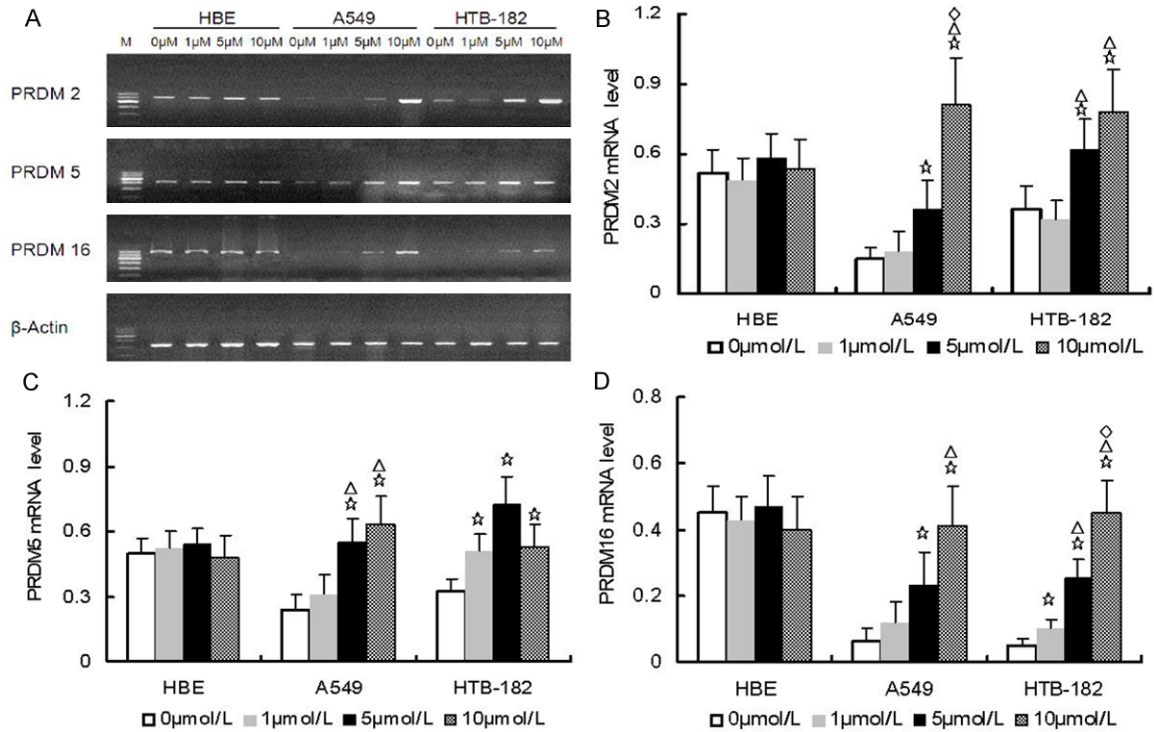 A
HBE A549 HTB-182
M 0µM 1µM 5µM 10µM 0µM 1µM 5µM 10µM 0µM 1µM 5µM 10µM
PRDM 2
PRDM 5
PRDM 16
β-Actin
B
PRDM2 mRNA level
1.2
0.9
0.6
0.3
0
HBE A549 HTB-182
0µmol/L 1µmol/L 5µmol/L 10µmol/L
C
PRDM5 mRNA level
1.2
0.9
0.6
0.3
0
HBE A549 HTB-182
0µmol/L 1µmol/L 5µmol/L 10µmol/L
D
PRDM16 mRNA level
0.8
0.6
0.4
0.2
0
HBE A549 HTB-182
0µmol/L 1µmol/L 5µmol/L 10µmol/L